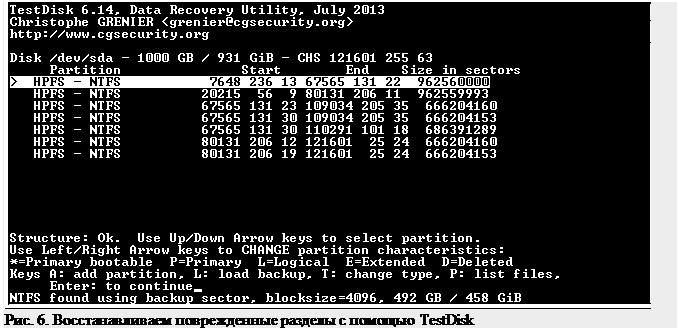 TestDisk 6.14, Data Recovery Utility, July 2013
Christophe GRENIER <grenier@cgsecurity.org>
http://www.cgsecurity.org
Disk /dev/sda - 1000 GB / 931 GiB - CHS 121601 255 63
Partition Start End Size in sectors
> HPFS - NTFS 7648 236 13 67565 131 22 962560000
HPFS - NTFS 20215 56 9 80131 206 11 962559993
HPFS - NTFS 67565 131 23 109034 205 35 666204160
HPFS - NTFS 67565 131 30 109034 205 35 666204153
HPFS - NTFS 67565 131 30 110291 101 18 686391289
HPFS - NTFS 80131 206 12 121601 25 24 666204160
HPFS - NTFS 80131 206 19 121601 25 24 666204153
Structure: Ok. Use Up/Down Arrow keys to select partition.
Use Left/Right Arrow keys to CHANGE partition characteristics:
*=Primary bootable P=Primary L=Logical E=Extended D=Deleted
Keys A: add partition, L: load backup, T: change type, P: list files,
Enter: to continue_
NTFS found using backup sector, blocksize=4096, 492 GB / 458 GiB
Рис. 6. Восстанавливаем поврежденные разделы с помощью TestDisk